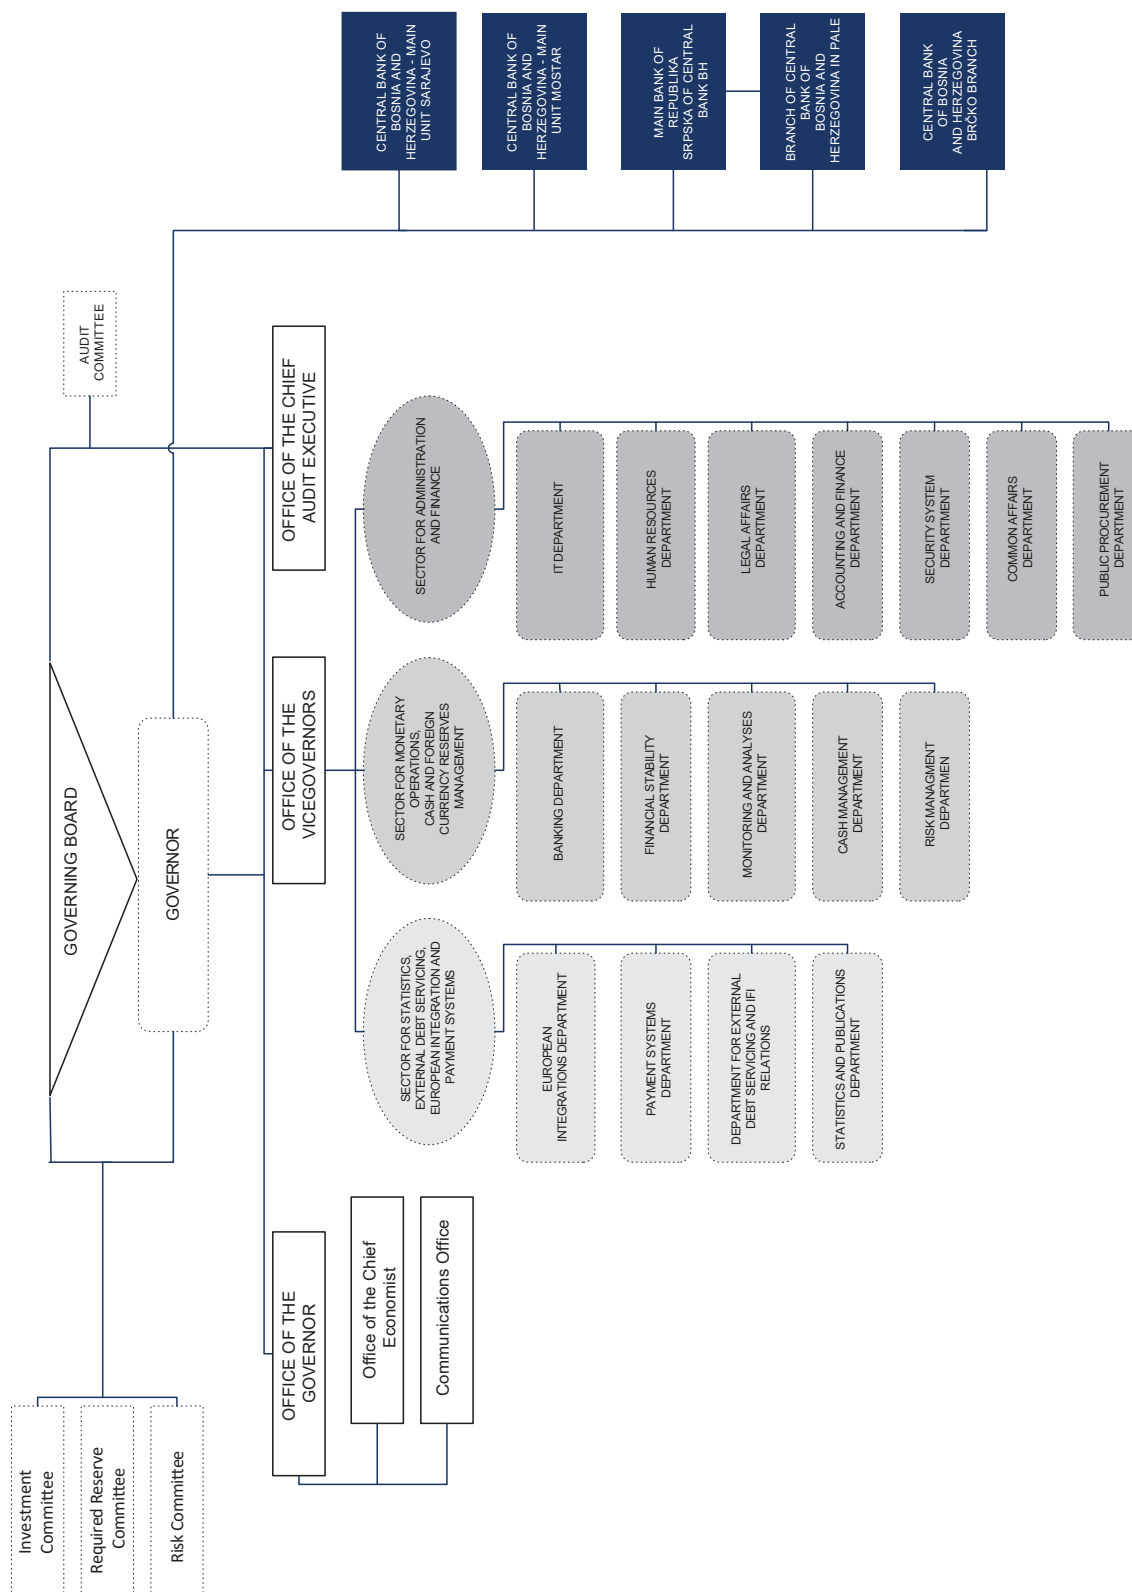 GOVERNING BOARD
GOVERNOR
AUDIT
COMMITTEE
Investment
Committee
Required Reserve
Committee
Risk Committee
OFFICE OF THE
GOVERNOR
Office of the Chief
Economist
Communications Office
OFFICE OF THE
VICEGOVERNORS
OFFICE OF THE CHIEF
AUDIT EXECUTIVE
SECTOR FOR STATISTICS,
EXTERNAL DEBT SERVICING,
EUROPEAN INTEGRATION AND
PAYMENT SYSTEMS
EUROPEAN
INTEGRATIONS DEPARTMENT
PAYMENT SYSTEMS
DEPARTMENT
DEPARTMENT FOR EXTERNAL
DEBT SERVICING AND IFI
RELATIONS
STATISTICS AND PUBLICATIONS
DEPARTMENT
SECTOR FOR MONETARY
OPERATIONS,
CASH AND FOREIGN
CURRENCY RESERVES
MANAGEMENT
BANKING DEPARTMENT
FINANCIAL STABILITY
DEPARTMENT
MONITORING AND ANALYSES
DEPARTMENT
CASH MANAGEMENT
DEPARTMENT
RISK MANAGMENT
DEPARTMEN
SECTOR FOR ADMINISTRATION
AND FINANCE
IT DEPARTMENT
HUMAN RESOURCES
DEPARTMENT
LEGAL AFFAIRS
DEPARTMENT
ACCOUNTING AND FINANCE
DEPARTMENT
SECURITY SYSTEM
DEPARTMENT
COMMON AFFAIRS
DEPARTMENT
PUBLIC PROCUREMENT
DEPARTMENT
CENTRAL BANK OF
BOSNIA AND
HERZEGOVINA - MAIN
UNIT SARAJEVO
CENTRAL BANK OF
BOSNIA AND
HERZEGOVINA - MAIN
UNIT MOSTAR
MAIN BANK OF
REPUBLIKA
SRPSKA OF CENTRAL
BANK BH
BRANCH OF CENTRAL
BANK OF
BOSNIA AND
HERZEGOVINA IN PALE
CENTRAL BANK
OF BOSNIA
AND HERZEGOVINA
BRČKO BRANCH